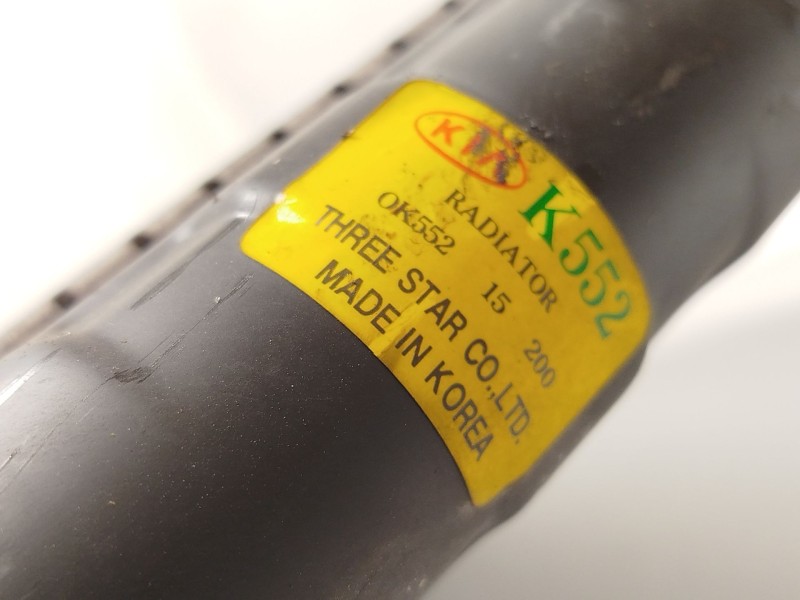 KIA
K552
RADIATOR
OK552 15 200
THREE STAR CO.,LTD.
MADE IN KOREA